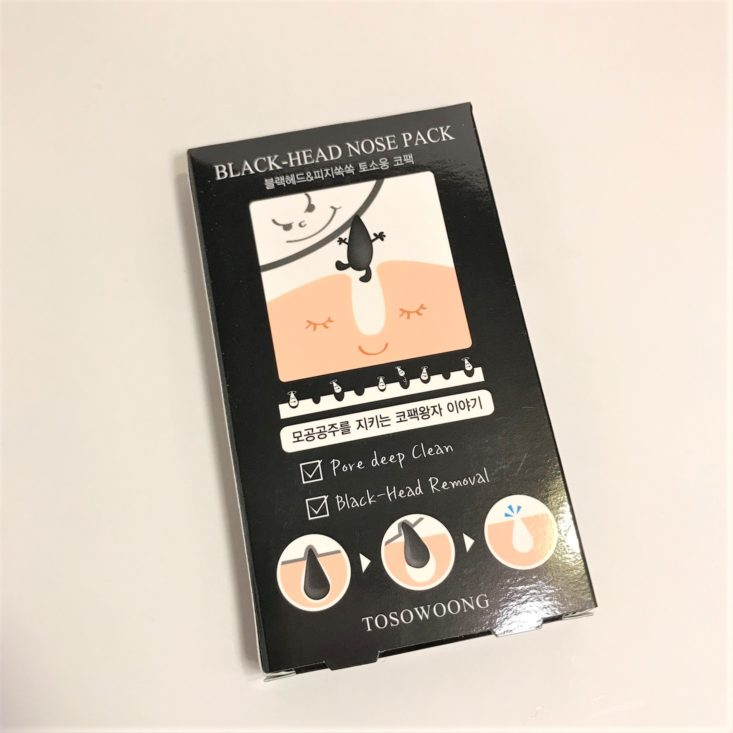 BLACK-HEAD NOSE PACK
블랙헤드&피지쏙쏙 토소웅 코팩
모공공주를 지키는 코팩왕자 이야기
Pore deep Clean
Black-Head Removal
TOSOWOONG